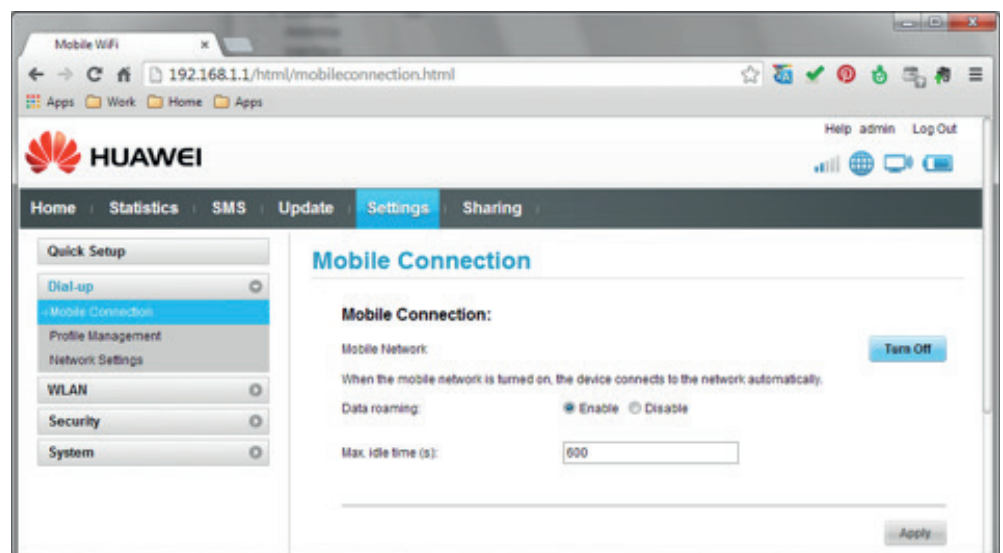 Mobile WiFi
192.168.1.1/html/mobileconnection.html
Apps Work Home Apps
Help admin Log Out
HUAWEI
Home Statistics SMS Update Settings Sharing
Quick Setup
Dial-up
Mobile Connection
Profile Management
Network Settings
WLAN
Security
System
Mobile Connection
Mobile Connection:
Mobile Network:
Turn Off
When the mobile network is turned on, the device connects to the network automatically.
Data roaming: Enable Disable
Max. idle time (s): 600
Apply